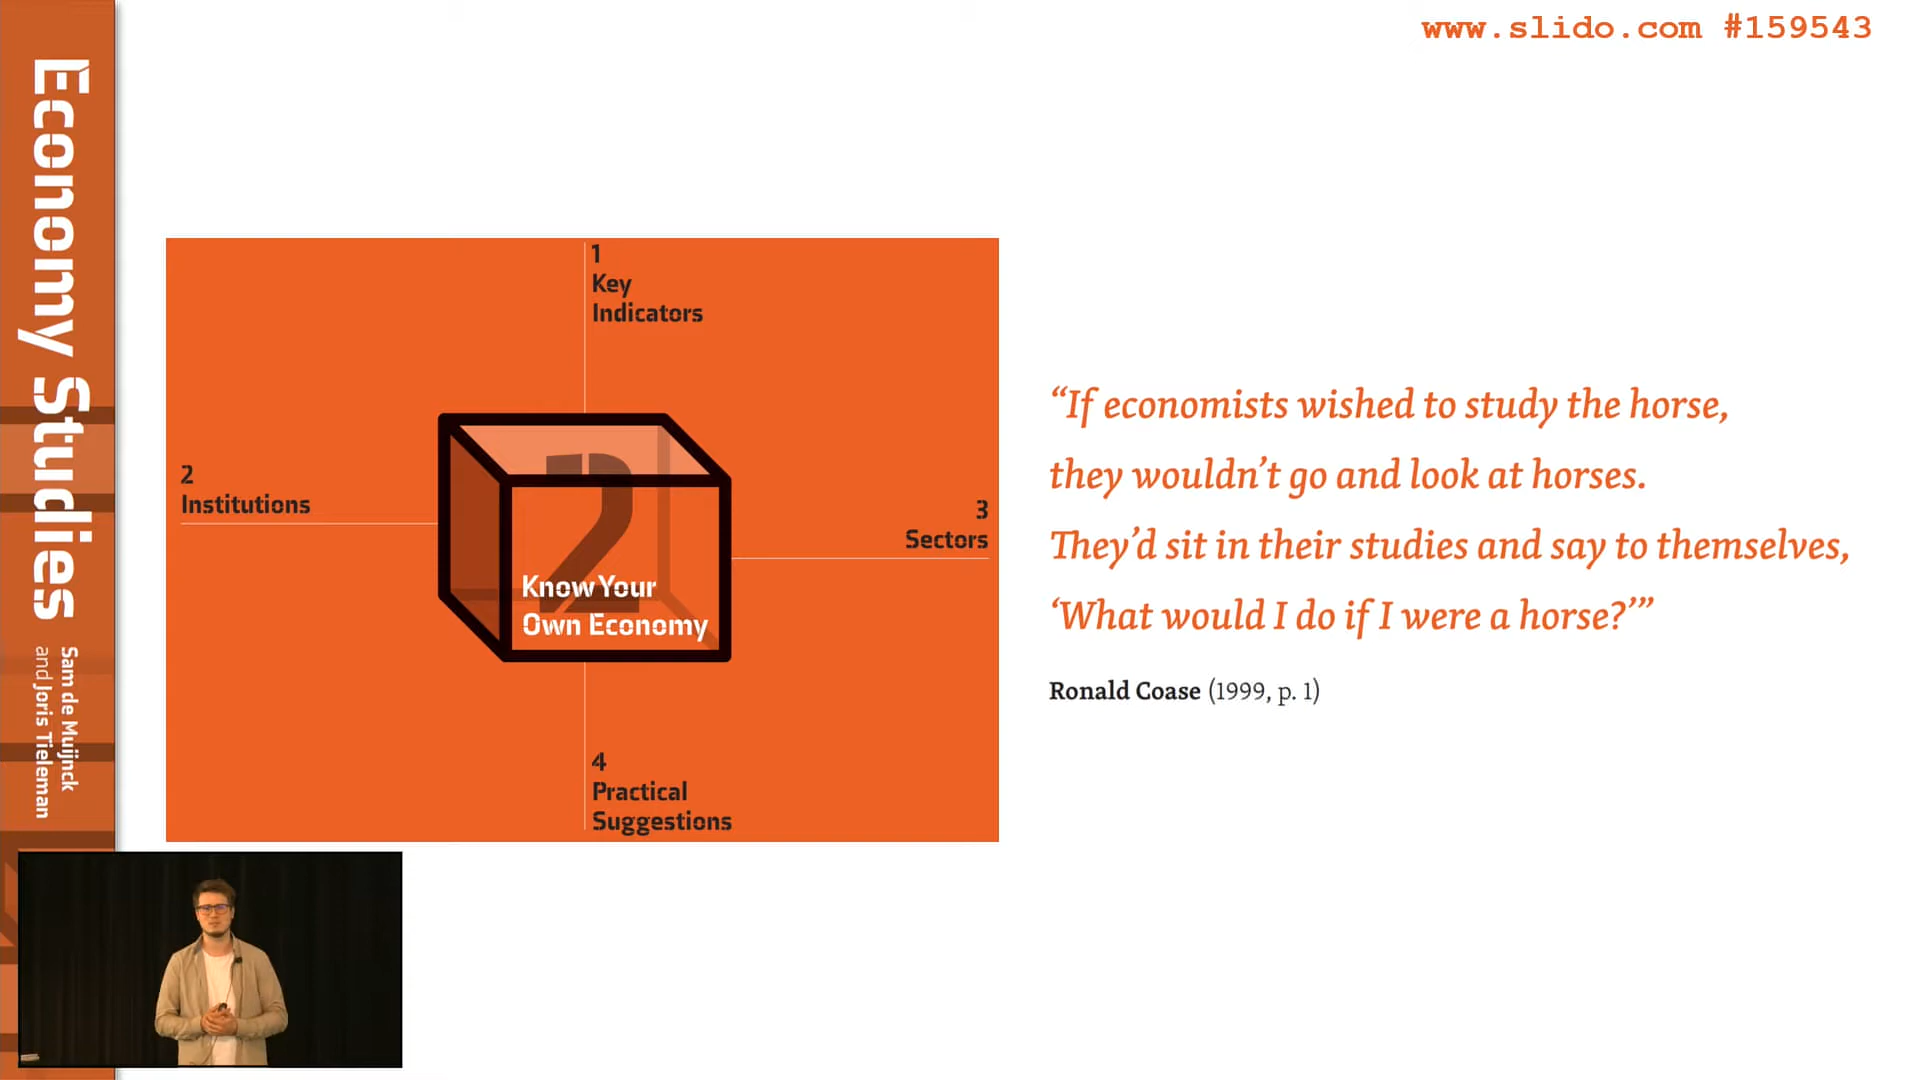 www.slido.com #159543
Economy Studies
Sam de Muijnck
and Joris Tieleman
1
Key
Indicators
2
Institutions
3
Sectors
2
Know Your
Own Economy
4
Practical
Suggestions
“If economists wished to study the horse,
they wouldn’t go and look at horses.
They’d sit in their studies and say to themselves,
‘What would I do if I were a horse?’”
Ronald Coase (1999, p. 1)